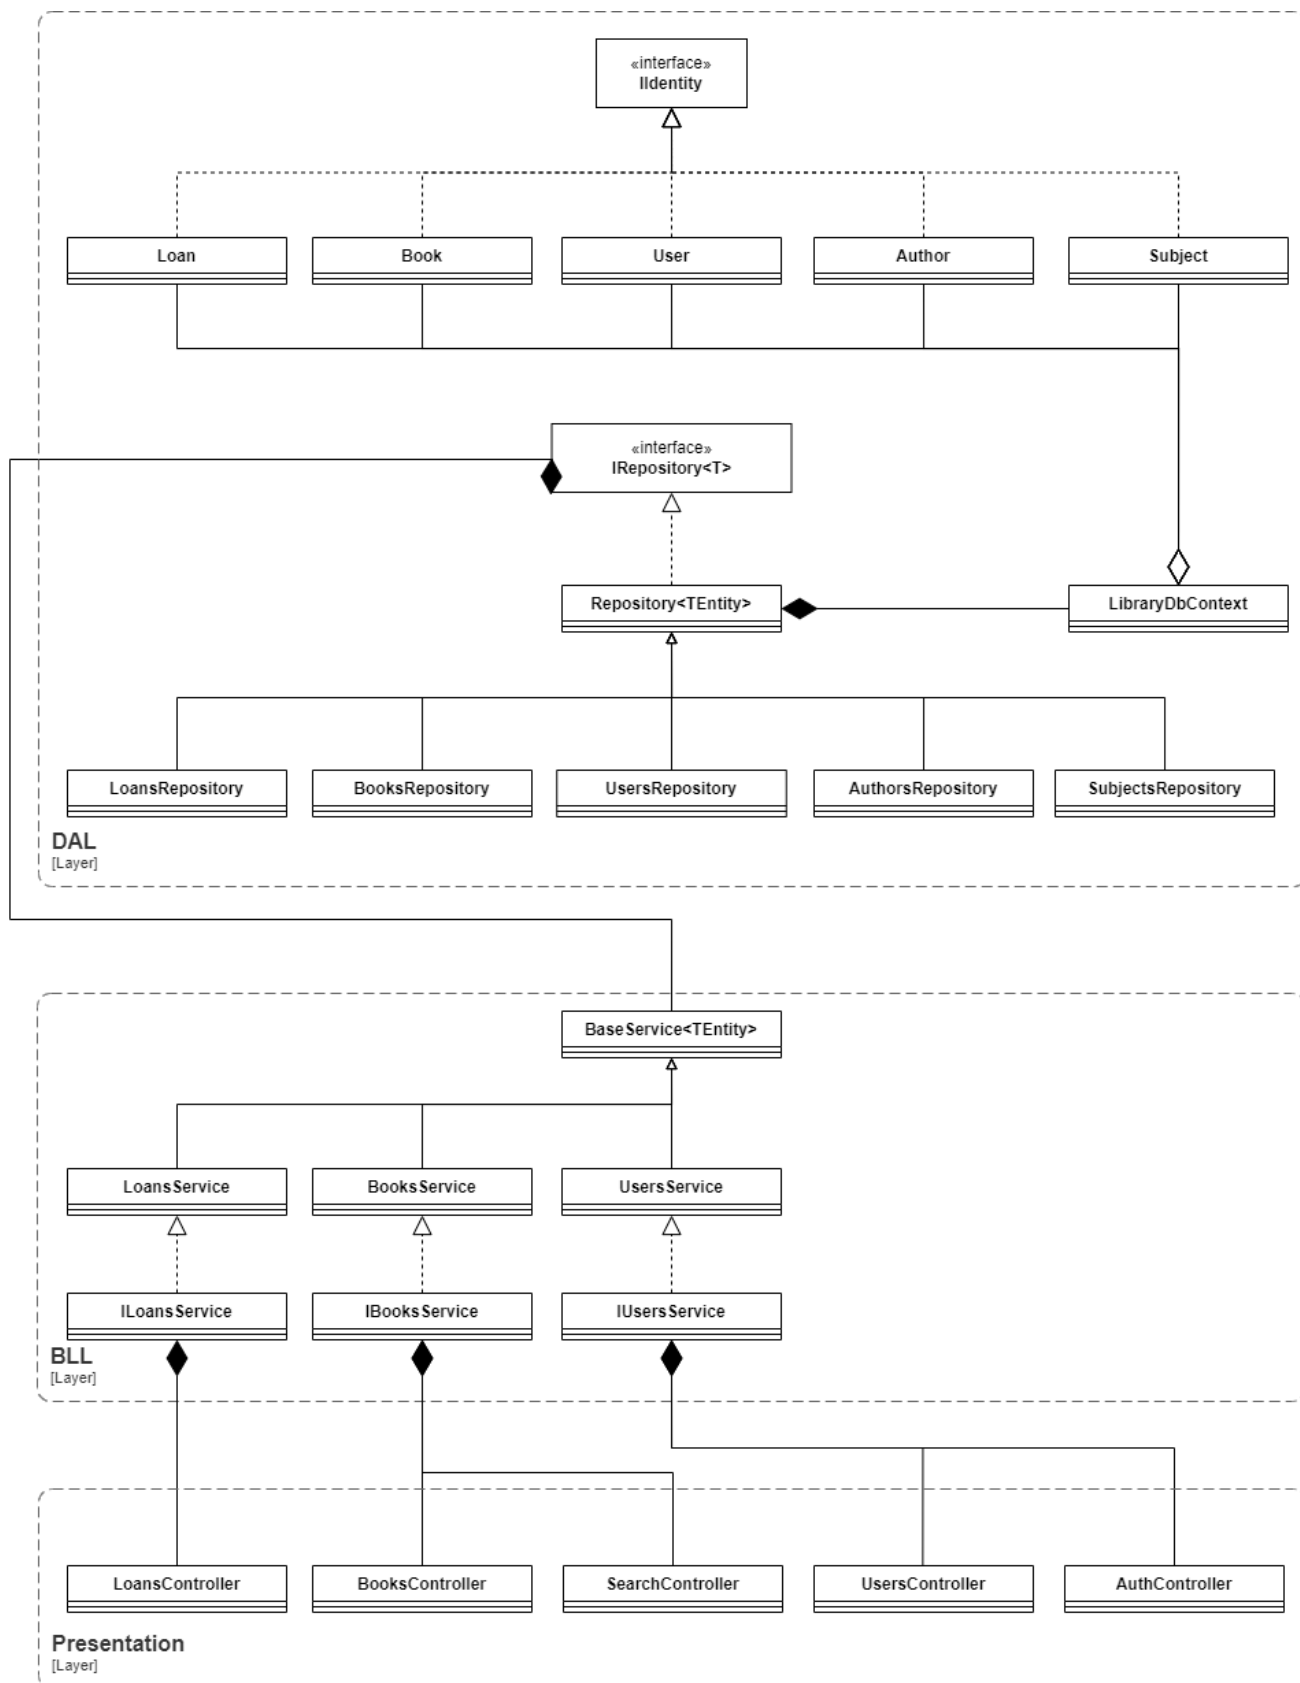 «interface»
IIdentity
Loan
Book
User
Author
Subject
«interface»
IRepository<T>
Repository<TEntity>
LibraryDbContext
LoansRepository
BooksRepository
UsersRepository
AuthorsRepository
SubjectsRepository
DAL
[Layer]
BaseService<TEntity>
LoansService
BooksService
UsersService
ILoansService
IBooksService
IUsersService
BLL
[Layer]
LoansController
BooksController
SearchController
UsersController
AuthController
Presentation
[Layer]